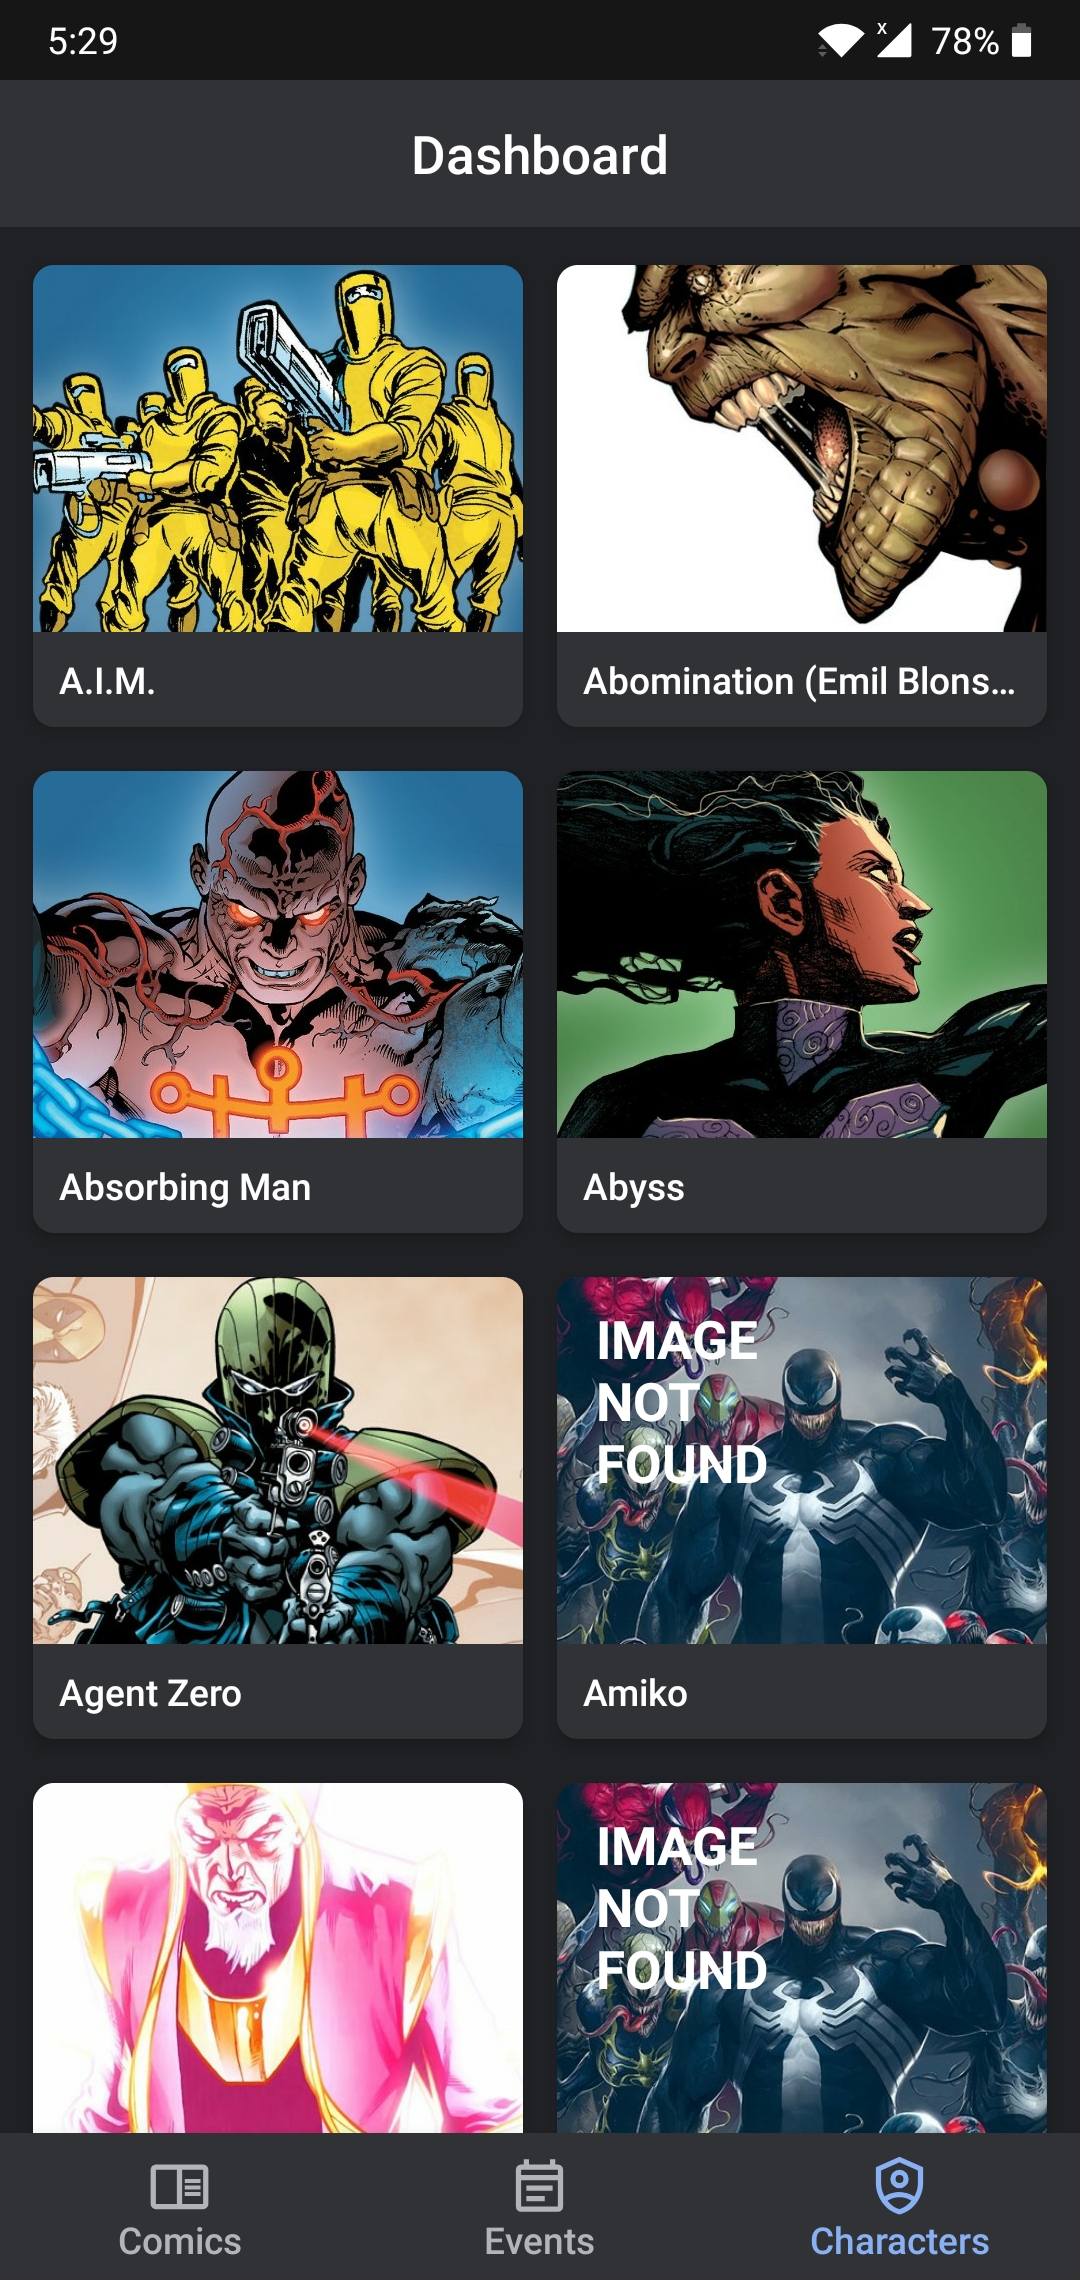 5:29
x
78%
Dashboard
A.I.M.
Abomination (Emil Blons...
Absorbing Man
Abyss
IMAGE
NOT
FOUND
Agent Zero
Amiko
IMAGE
NOT
FOUND
Comics
Events
Characters